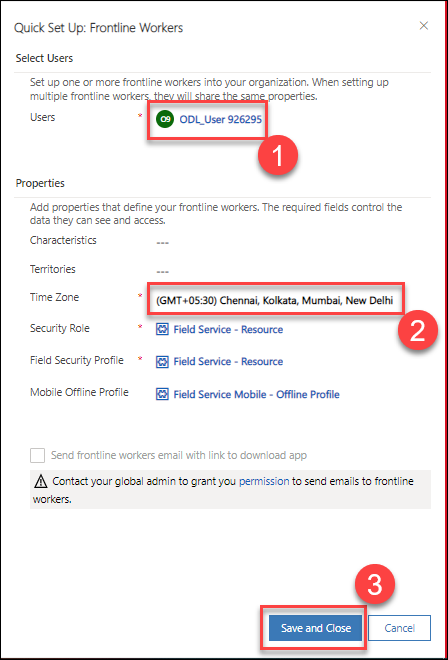 Quick Set Up: Frontline Workers
Select Users
Set up one or more frontline workers into your organization. When setting up
multiple frontline workers, they will share the same properties.
Users * O9 ODL_User 926295
1
Properties
Add properties that define your frontline workers. The required fields control the
data they can see and access.
Characteristics ---
Territories ---
Time Zone * (GMT+05:30) Chennai, Kolkata, Mumbai, New Delhi
2
Security Role * Field Service - Resource
Field Security Profile * Field Service - Resource
Mobile Offline Profile Field Service Mobile - Offline Profile
Send frontline workers email with link to download app
Contact your global admin to grant you permission to send emails to frontline
workers.
3
Save and Close Cancel